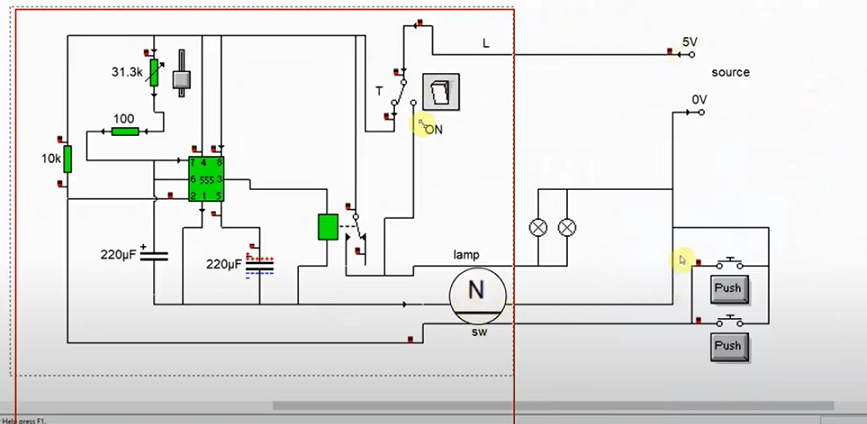 5V
L
source
31.3k
T
0V
100
ON
10k
7 4 8
6 555 3
2 1 5
220µF
220µF
lamp
N
Push
sw
Push
Help press F1.